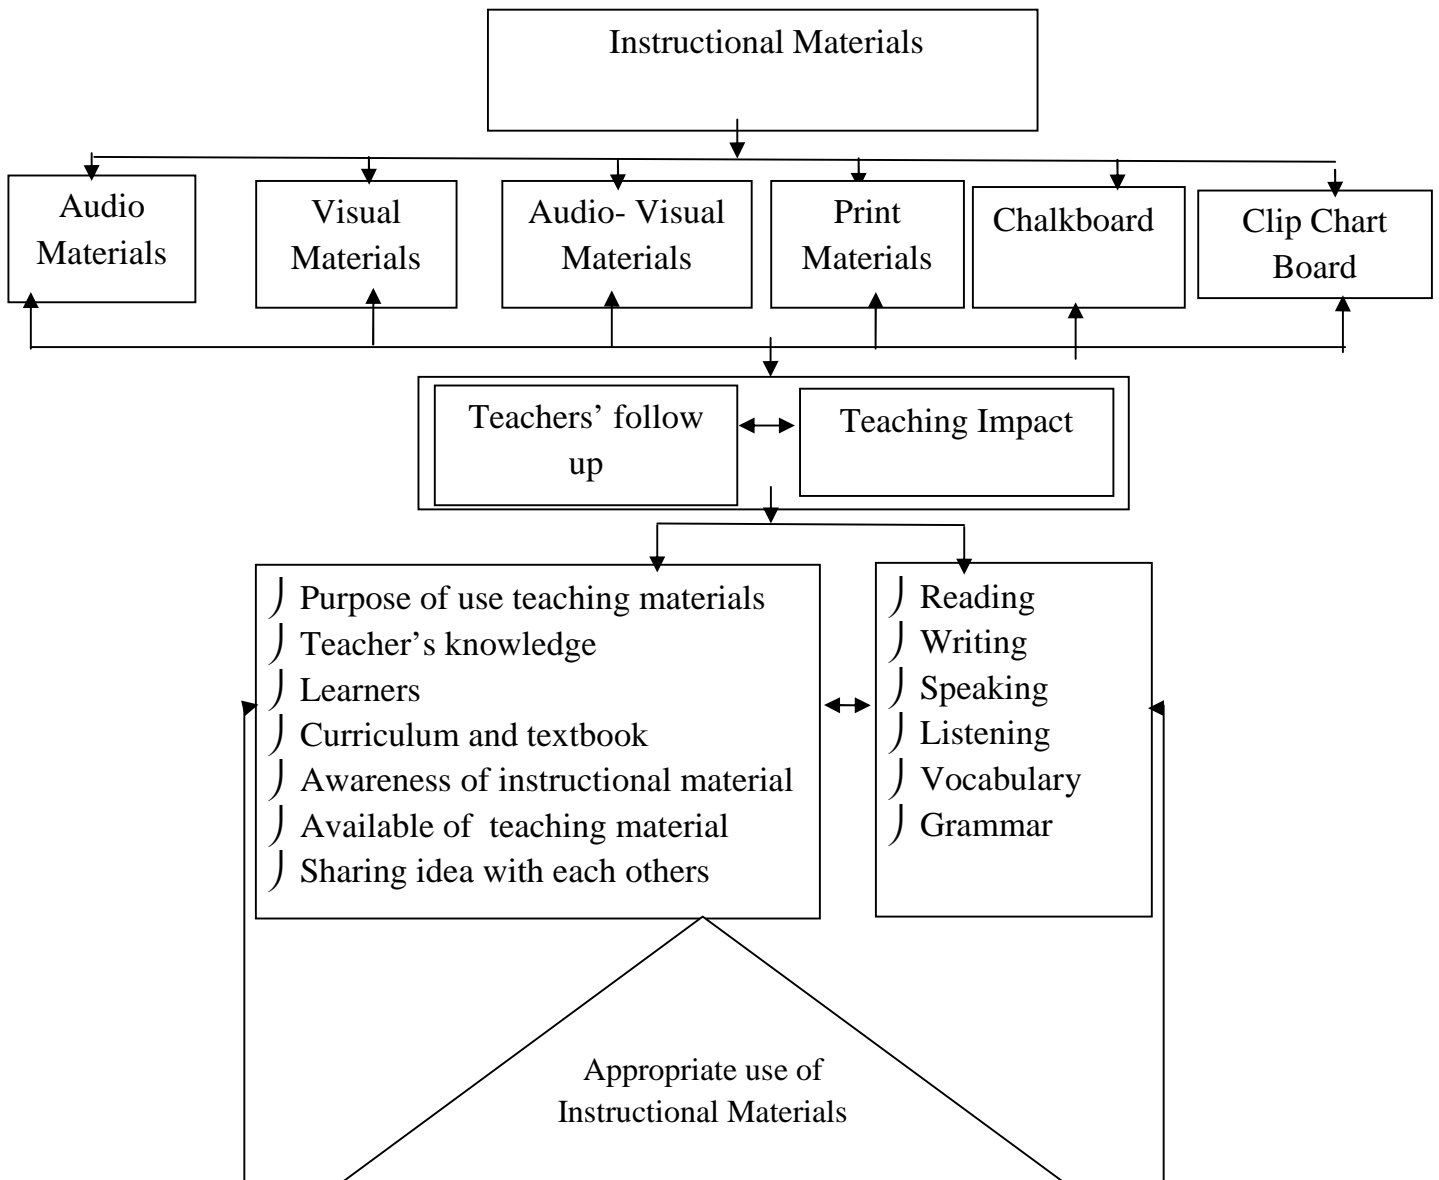 Instructional Materials
Audio
Materials
Visual
Materials
Audio- Visual
Materials
Print
Materials
Chalkboard
Clip Chart
Board
Teachers’ follow
up
Teaching Impact
Purpose of use teaching materials
Teacher’s knowledge
Learners
Curriculum and textbook
Awareness of instructional material
Available of teaching material
Sharing idea with each others
Reading
Writing
Speaking
Listening
Vocabulary
Grammar
Appropriate use of
Instructional Materials